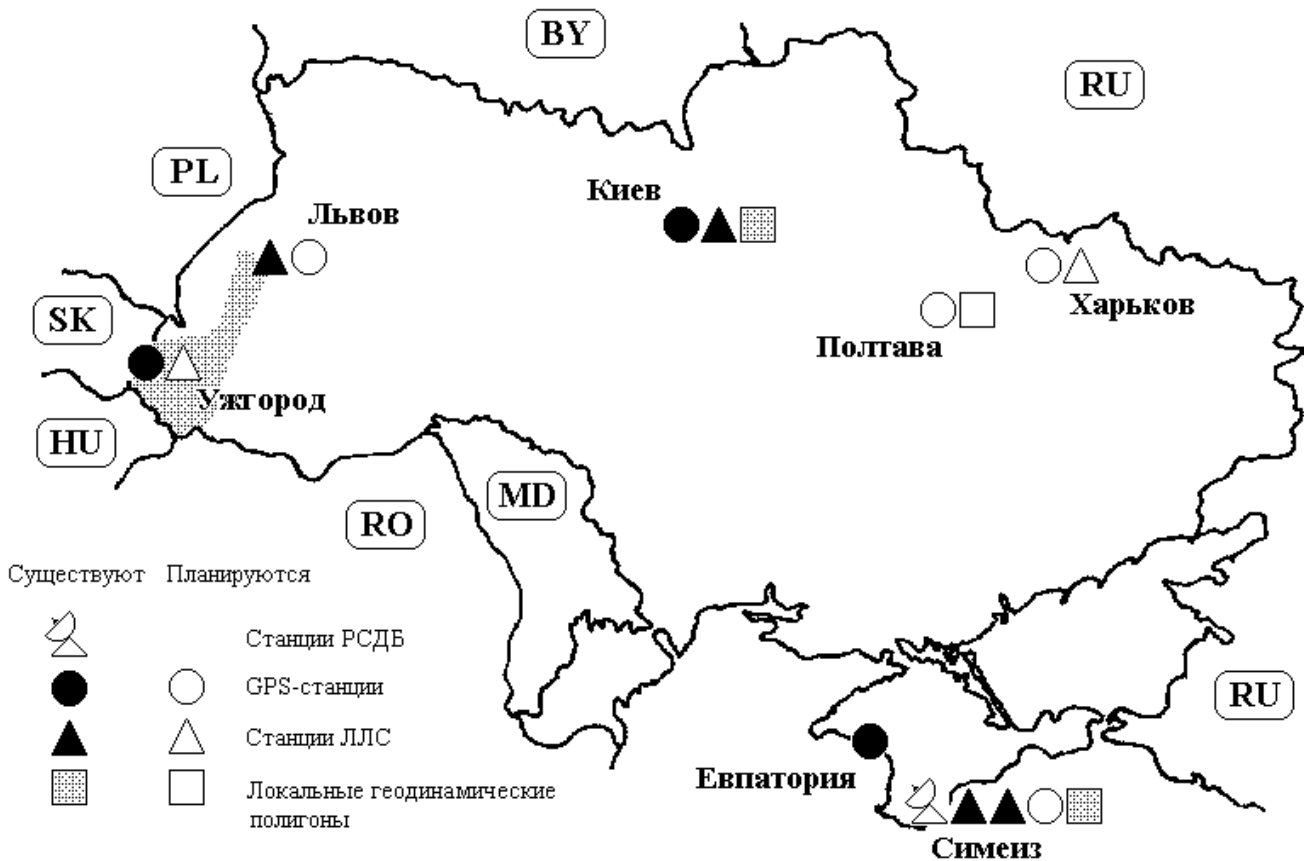 BY
RU
PL
Киев
Львов
SK
Харьков
Полтава
Ужгород
HU
MD
RO
Существуют Планируются
Станции РСДБ
GPS-станции
RU
Станции ЛЛС
Евпатория
Локальные геодинамические
полигоны
Симеиз